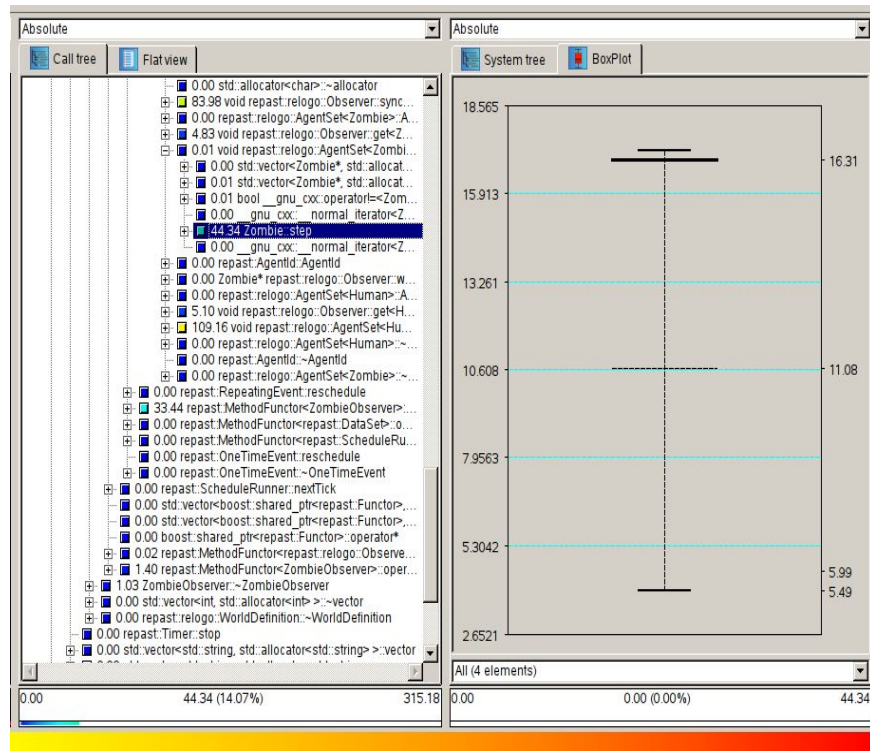 Absolute
Call tree
Flat view
0.00 std::allocator<char>::~allocator
83.98 void repast::relogo::Observer::sync...
0.00 repast::relogo::AgentSet<Zombie>::A...
4.83 void repast::relogo::Observer::get<Z...
0.01 void repast::relogo::AgentSet<Zombi...
0.00 std::vector<Zombie*, std::allocat...
0.01 std::vector<Zombie*, std::allocat...
0.01 bool __gnu_cxx::operator!=<Zom...
0.00 __gnu_cxx::__normal_iterator<Z...
44.34 Zombie::step
0.00 __gnu_cxx::__normal_iterator<Z...
0.00 repast::AgentId::AgentId
0.00 Zombie* repast::relogo::Observer::w...
0.00 repast::relogo::AgentSet<Human>::A...
5.10 void repast::relogo::Observer::get<H...
109.16 void repast::relogo::AgentSet<Hu...
0.00 repast::relogo::AgentSet<Human>::~...
0.00 repast::AgentId::~AgentId
0.00 repast::relogo::AgentSet<Zombie>::~...
0.00 repast::RepeatingEvent::reschedule
33.44 repast::MethodFunctor<ZombieObserver>:...
0.00 repast::MethodFunctor<repast::DataSet>::o...
0.00 repast::MethodFunctor<repast::ScheduleRu...
0.00 repast::OneTimeEvent::reschedule
0.00 repast::OneTimeEvent::~OneTimeEvent
0.00 repast::ScheduleRunner::nextTick
0.00 std::vector<boost::shared_ptr<repast::Functor>,...
0.00 std::vector<boost::shared_ptr<repast::Functor>,...
0.00 boost::shared_ptr<repast::Functor>::operator*
0.02 repast::MethodFunctor<repast::relogo::Observe...
1.40 repast::MethodFunctor<ZombieObserver>::oper...
1.03 ZombieObserver::~ZombieObserver
0.00 std::vector<int, std::allocator<int> >::~vector
0.00 repast::relogo::WorldDefinition::~WorldDefinition
0.00 repast::Timer::stop
0.00 std::vector<std::string, std::allocator<std::string> >::vector
0.00 44.34 (14.07%) 315.18
Absolute
System tree
BoxPlot
18.565
16.31
15.913
13.261
10.608
11.08
7.9563
5.3042
5.99
5.49
2.6521
All (4 elements)
0.00 0.00 (0.00%) 44.34